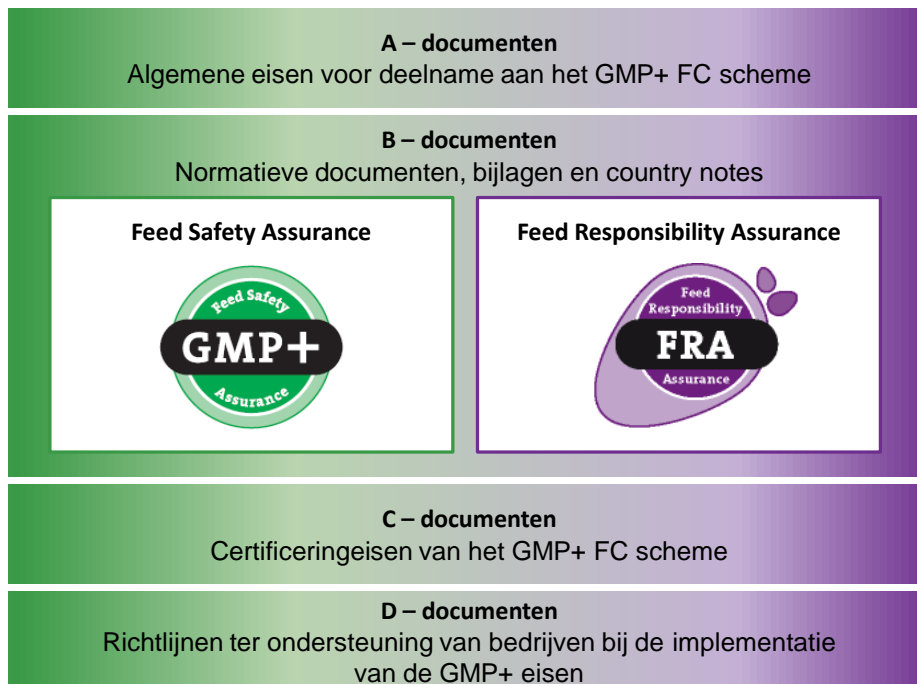 A – documenten
Algemene eisen voor deelname aan het GMP+ FC scheme
B – documenten
Normatieve documenten, bijlagen en country notes
Feed Safety Assurance
Feed Safety
GMP+
Assurance
Feed Responsibility Assurance
Feed
Responsibility
FRA
Assurance
C – documenten
Certificeringeisen van het GMP+ FC scheme
D – documenten
Richtlijnen ter ondersteuning van bedrijven bij de implementatie
van de GMP+ eisen